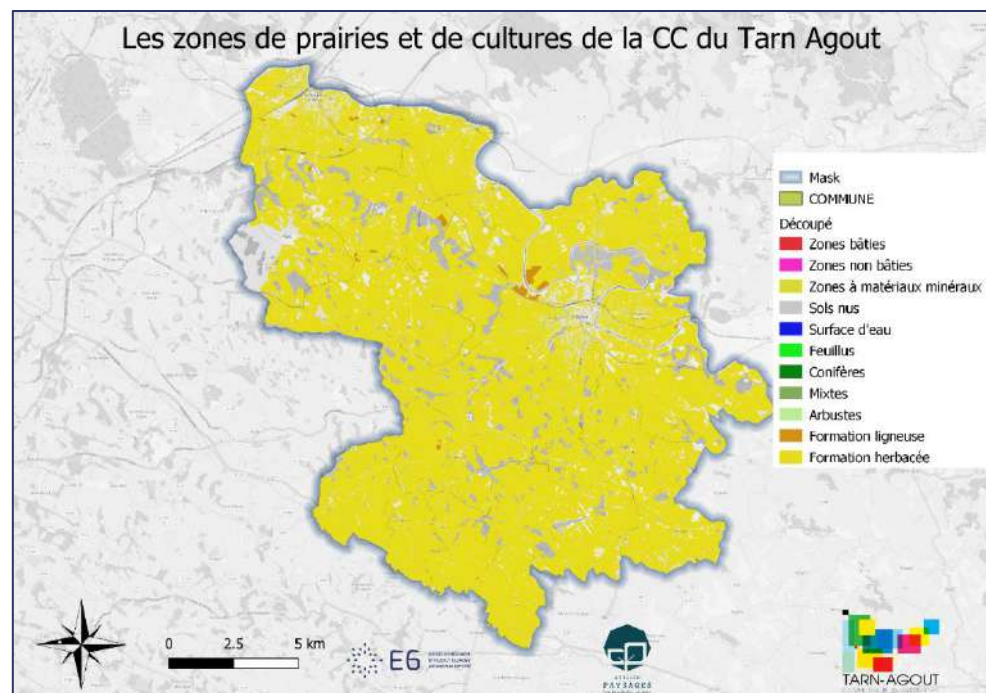 Les zones de prairies et de cultures de la CC du Tarn Agout
Mask
COMMUNE
Découpé
Zones bâties
Zones non bâties
Zones à matériaux minéraux
Sols nus
Surface d'eau
Feuillus
Conifères
Mixtes
Arbustes
Formation ligneuse
Formation herbacée
0 2.5 5 km
E6
ATELIER
PAYSAGES
TARN-AGOUT